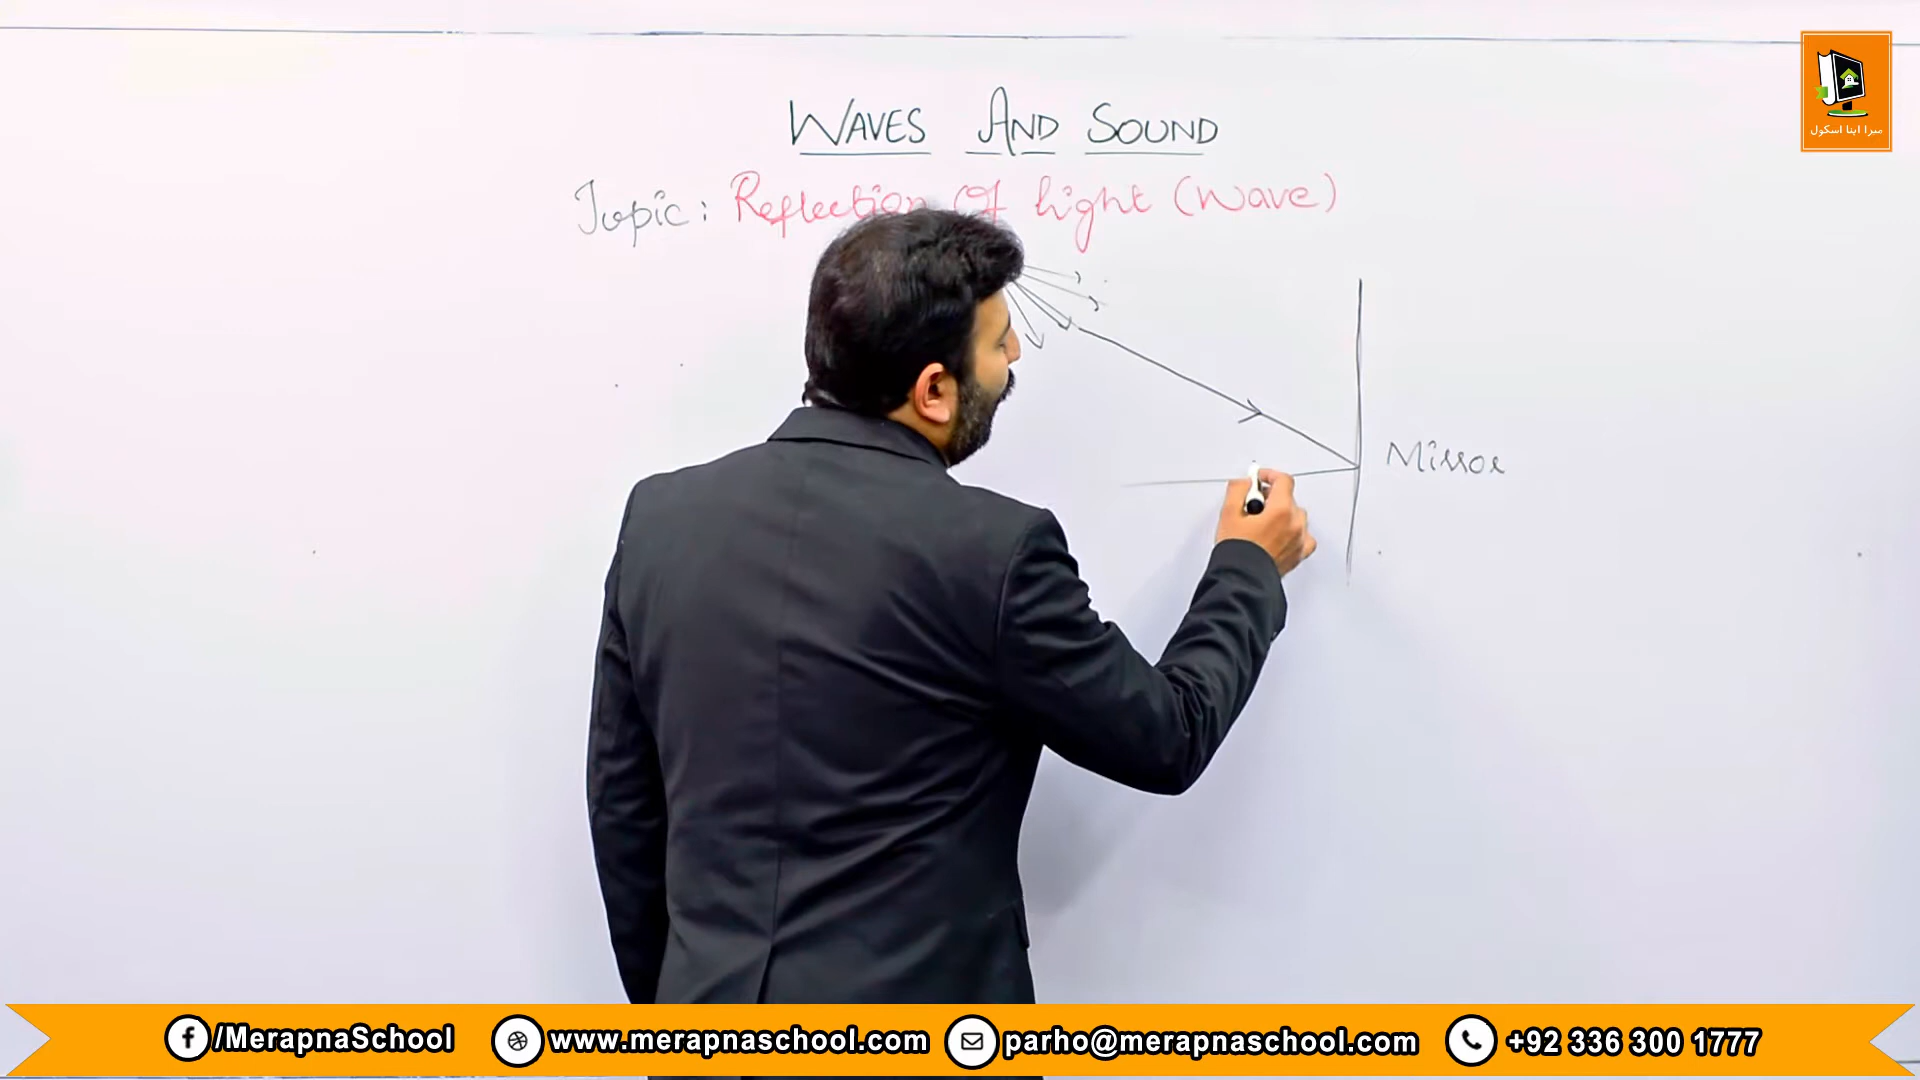 WAVES AND SOUND
Topic: Reflection Of Light (Wave)
Mirror
میرا اپنا اسکول
/MerapnaSchool
www.merapnaschool.com
parho@merapnaschool.com
+92 336 300 1777